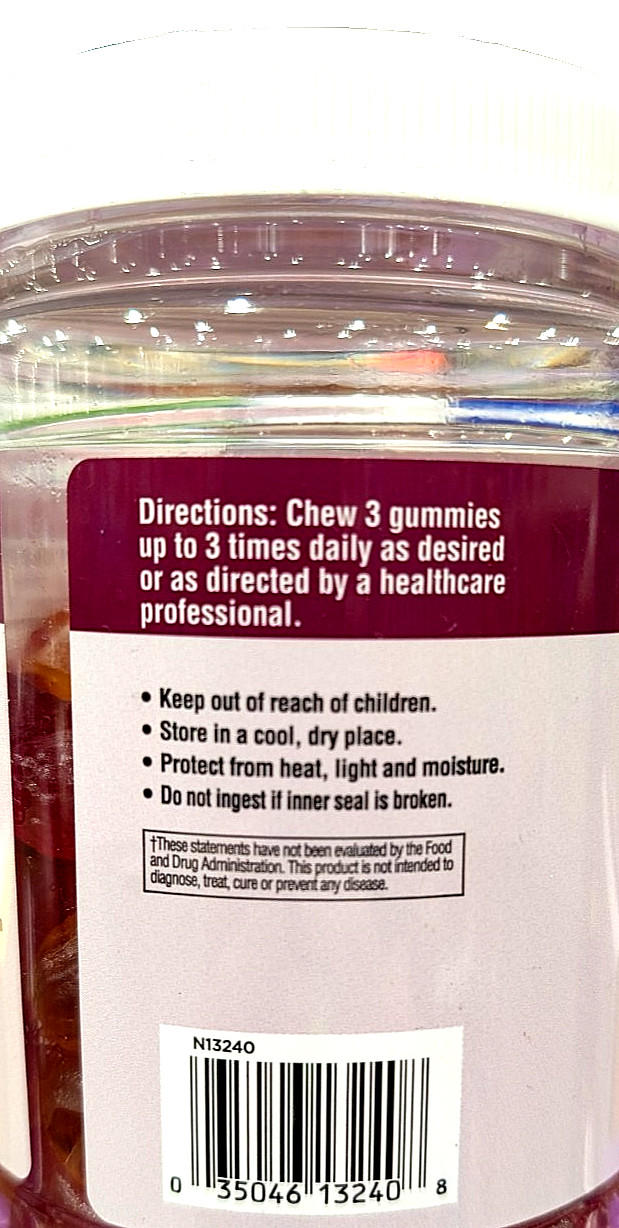 Directions: Chew 3 gummies
up to 3 times daily as desired
or as directed by a healthcare
professional.
• Keep out of reach of children.
• Store in a cool, dry place.
• Protect from heat, light and moisture.
• Do not ingest if inner seal is broken.
†These statements have not been evaluated by the Food
and Drug Administration. This product is not intended to
diagnose, treat, cure or prevent any disease.
N13240
0 35046 13240 8